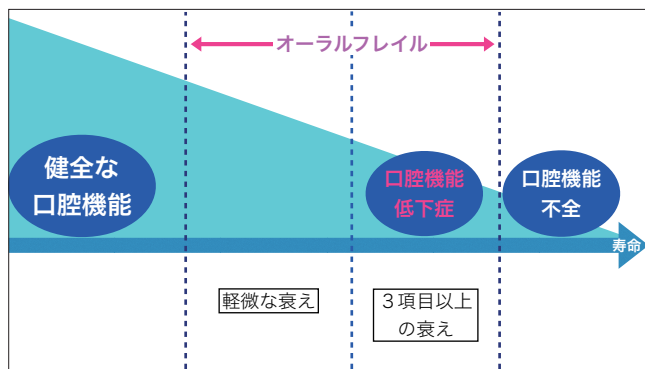 オーラルフレイル
健全な
口腔機能
口腔機能
低下症
口腔機能
不全
寿命
軽微な衰え
3項目以上
の衰え